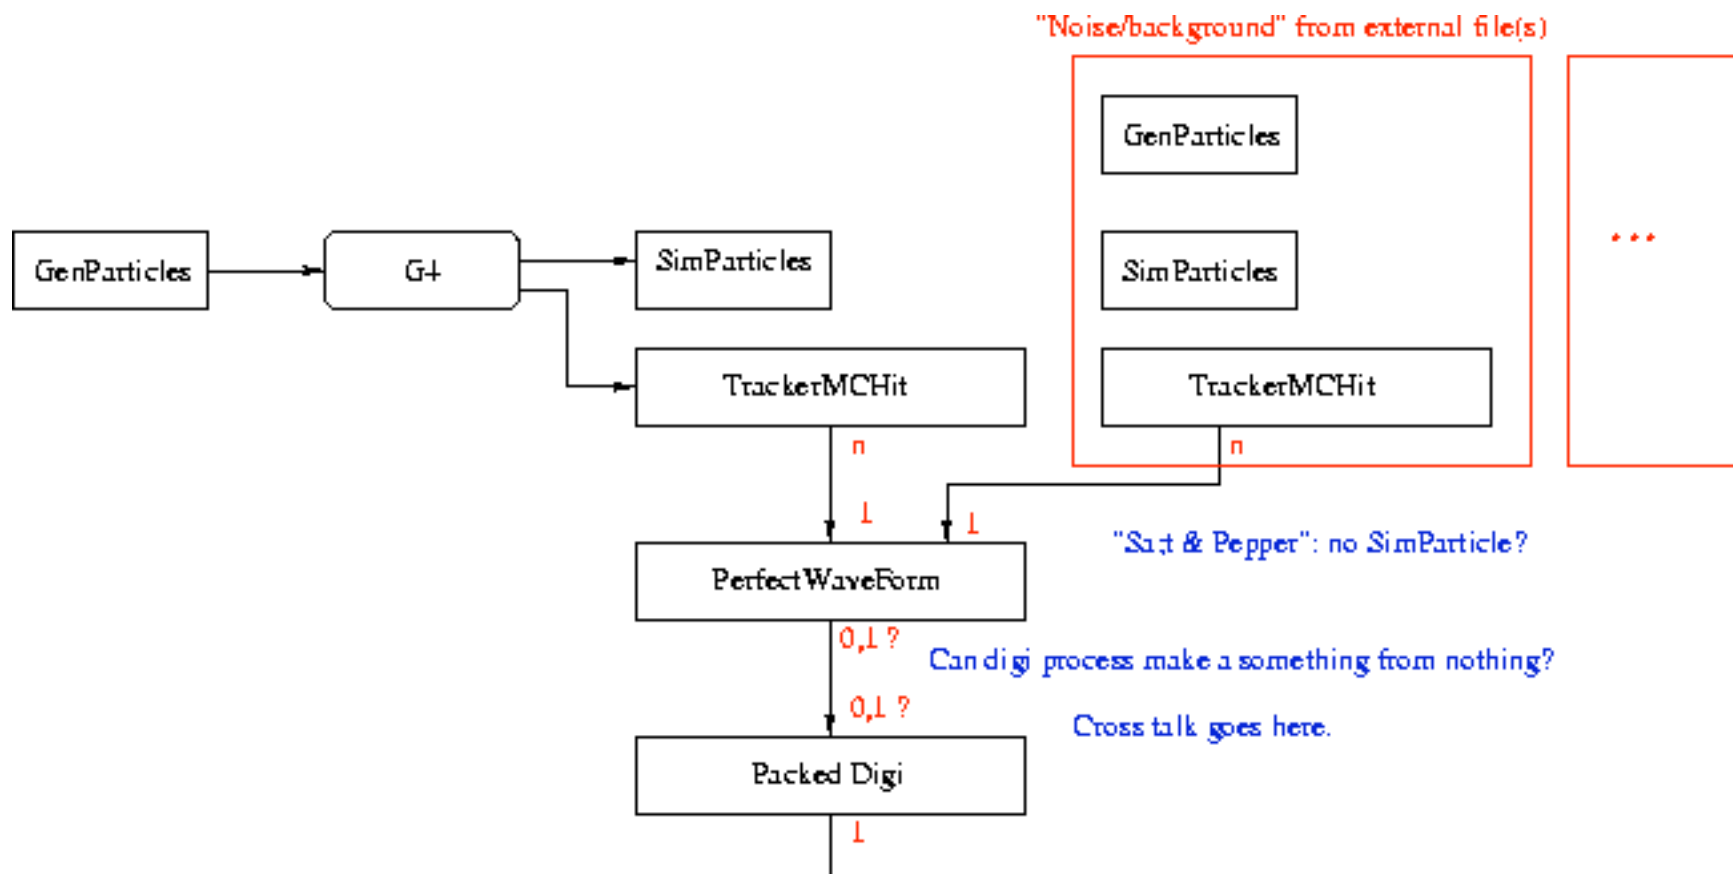 "Noise/background" from external file(s)
GenParticles
GenParticles
G4
SimParticles
SimParticles
...
TrackerMCHit
TrackerMCHit
n
n
1
1
"Salt & Pepper": no SimParticle?
PerfectWaveForm
0,1 ?
Can digi process make a something from nothing?
0,1 ?
Cross talk goes here.
Packed Digi
1